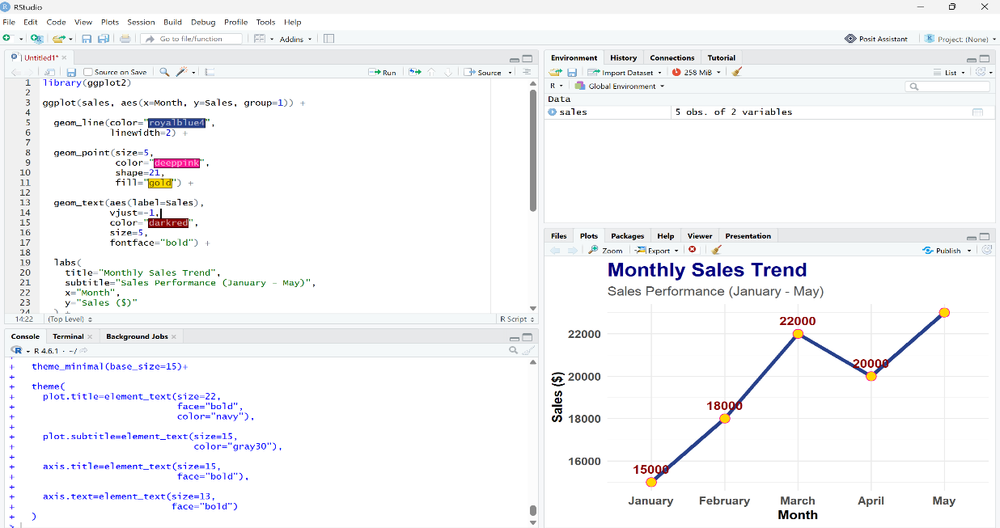 RStudio
File Edit Code View Plots Session Build Debug Profile Tools Help
Go to file/function Addins Posit Assistant Project: (None)
Untitled1*
Source on Save Run Source
1 library(ggplot2)
2
3 ggplot(sales, aes(x=Month, y=Sales, group=1)) +
4
5 geom_line(color="royalblue4",
6 linewidth=2) +
7
8 geom_point(size=5,
9 color="deeppink",
10 shape=21,
11 fill="gold") +
12
13 geom_text(aes(label=Sales),
14 vjust=-1,
15 color="darkred",
16 size=5,
17 fontface="bold") +
18
19 labs(
20 title="Monthly Sales Trend",
21 subtitle="Sales Performance (January - May)",
22 x="Month",
23 y="Sales ($)"
24 ) +
14:22 (Top Level) R Script
Console Terminal Background Jobs
R 4.6.1 · ~/
+ theme_minimal(base_size=15)+
+
+ theme(
+ plot.title=element_text(size=22,
+ face="bold",
+ color="navy"),
+
+ plot.subtitle=element_text(size=15,
+ color="gray30"),
+
+ axis.title=element_text(size=15,
+ face="bold"),
+
+ axis.text=element_text(size=13,
+ face="bold")
+ )
>
Environment History Connections Tutorial
Import Dataset 258 MiB List
R Global Environment
Data
sales 5 obs. of 2 variables
Files Plots Packages Help Viewer Presentation
Zoom Export Publish
Monthly Sales Trend
Sales Performance (January - May)
22000
20000
18000
16000
Sales ($)
15000
18000
22000
20000
January February March April May
Month